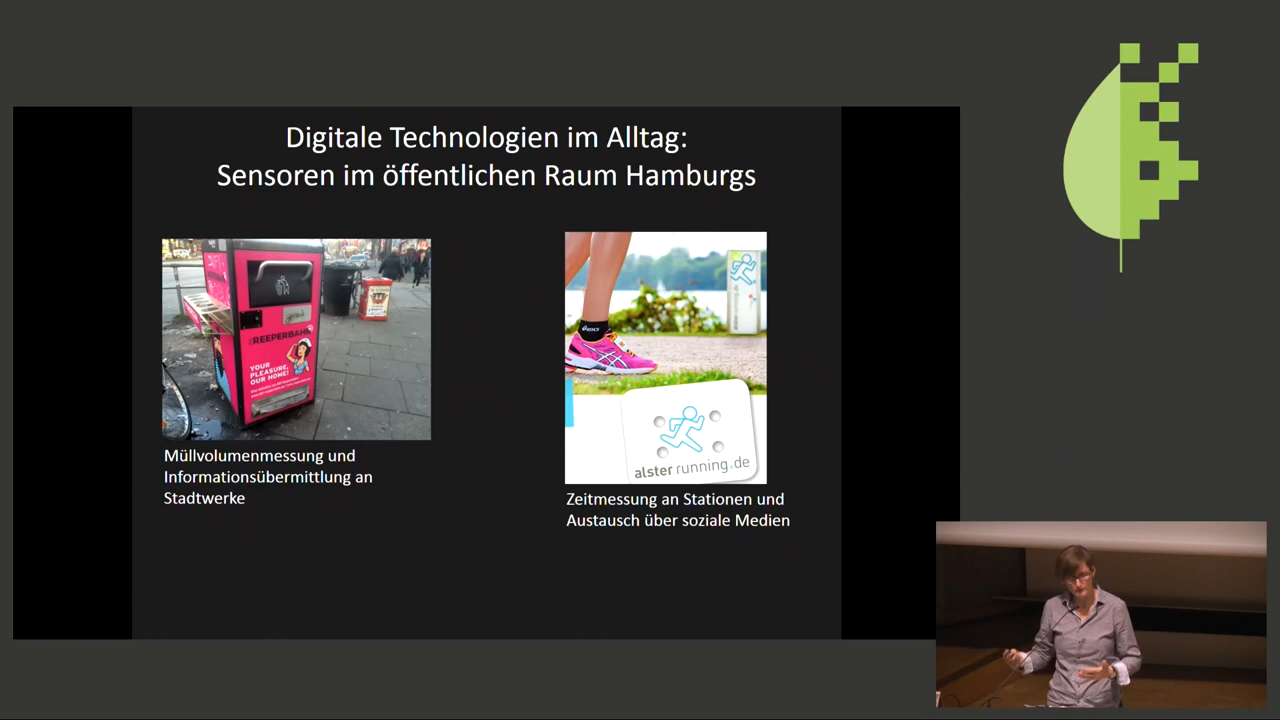 Digitale Technologien im Alltag:
Sensoren im öffentlichen Raum Hamburgs
REEPERBAHN
YOUR
PLEASURE,
OUR HOME!
Müllvolumenmessung und
Informationsübermittlung an
Stadtwerke
asics
alster running.de
Zeitmessung an Stationen und
Austausch über soziale Medien